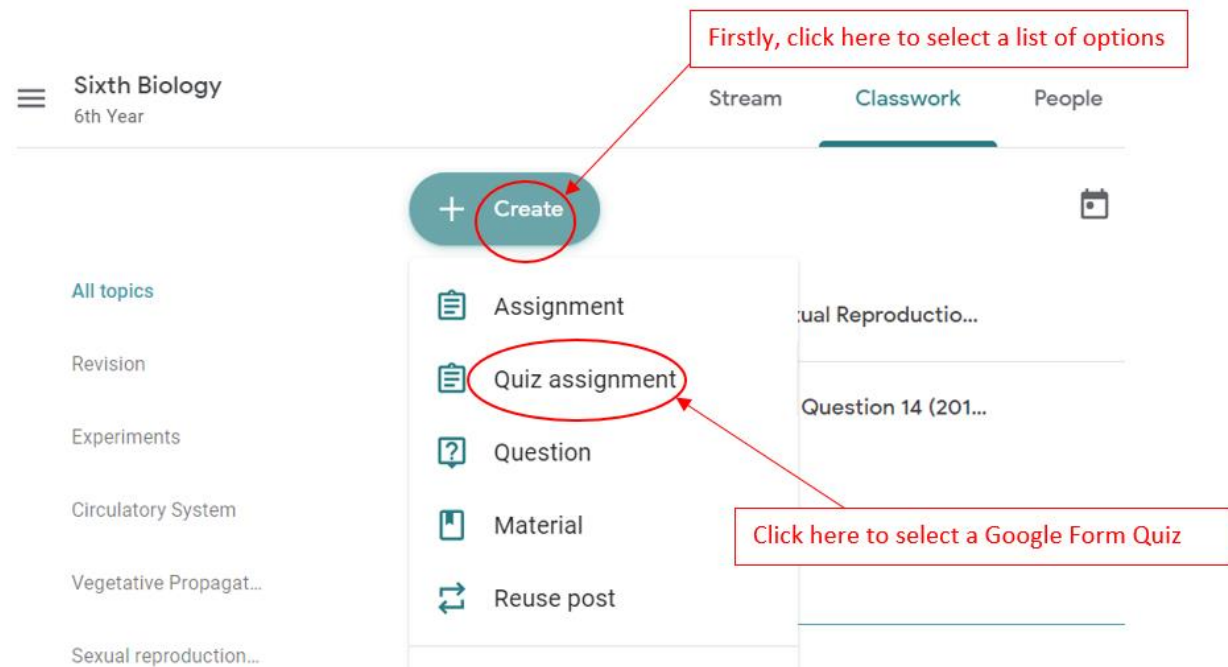 Firstly, click here to select a list of options
Sixth Biology
6th Year
Stream
Classwork
People
Create
All topics
Revision
Experiments
Circulatory System
Vegetative Propagat...
Sexual reproduction...
Assignment
Quiz assignment
Question
Material
Reuse post
tual Reproductio...
Question 14 (201...
Click here to select a Google Form Quiz